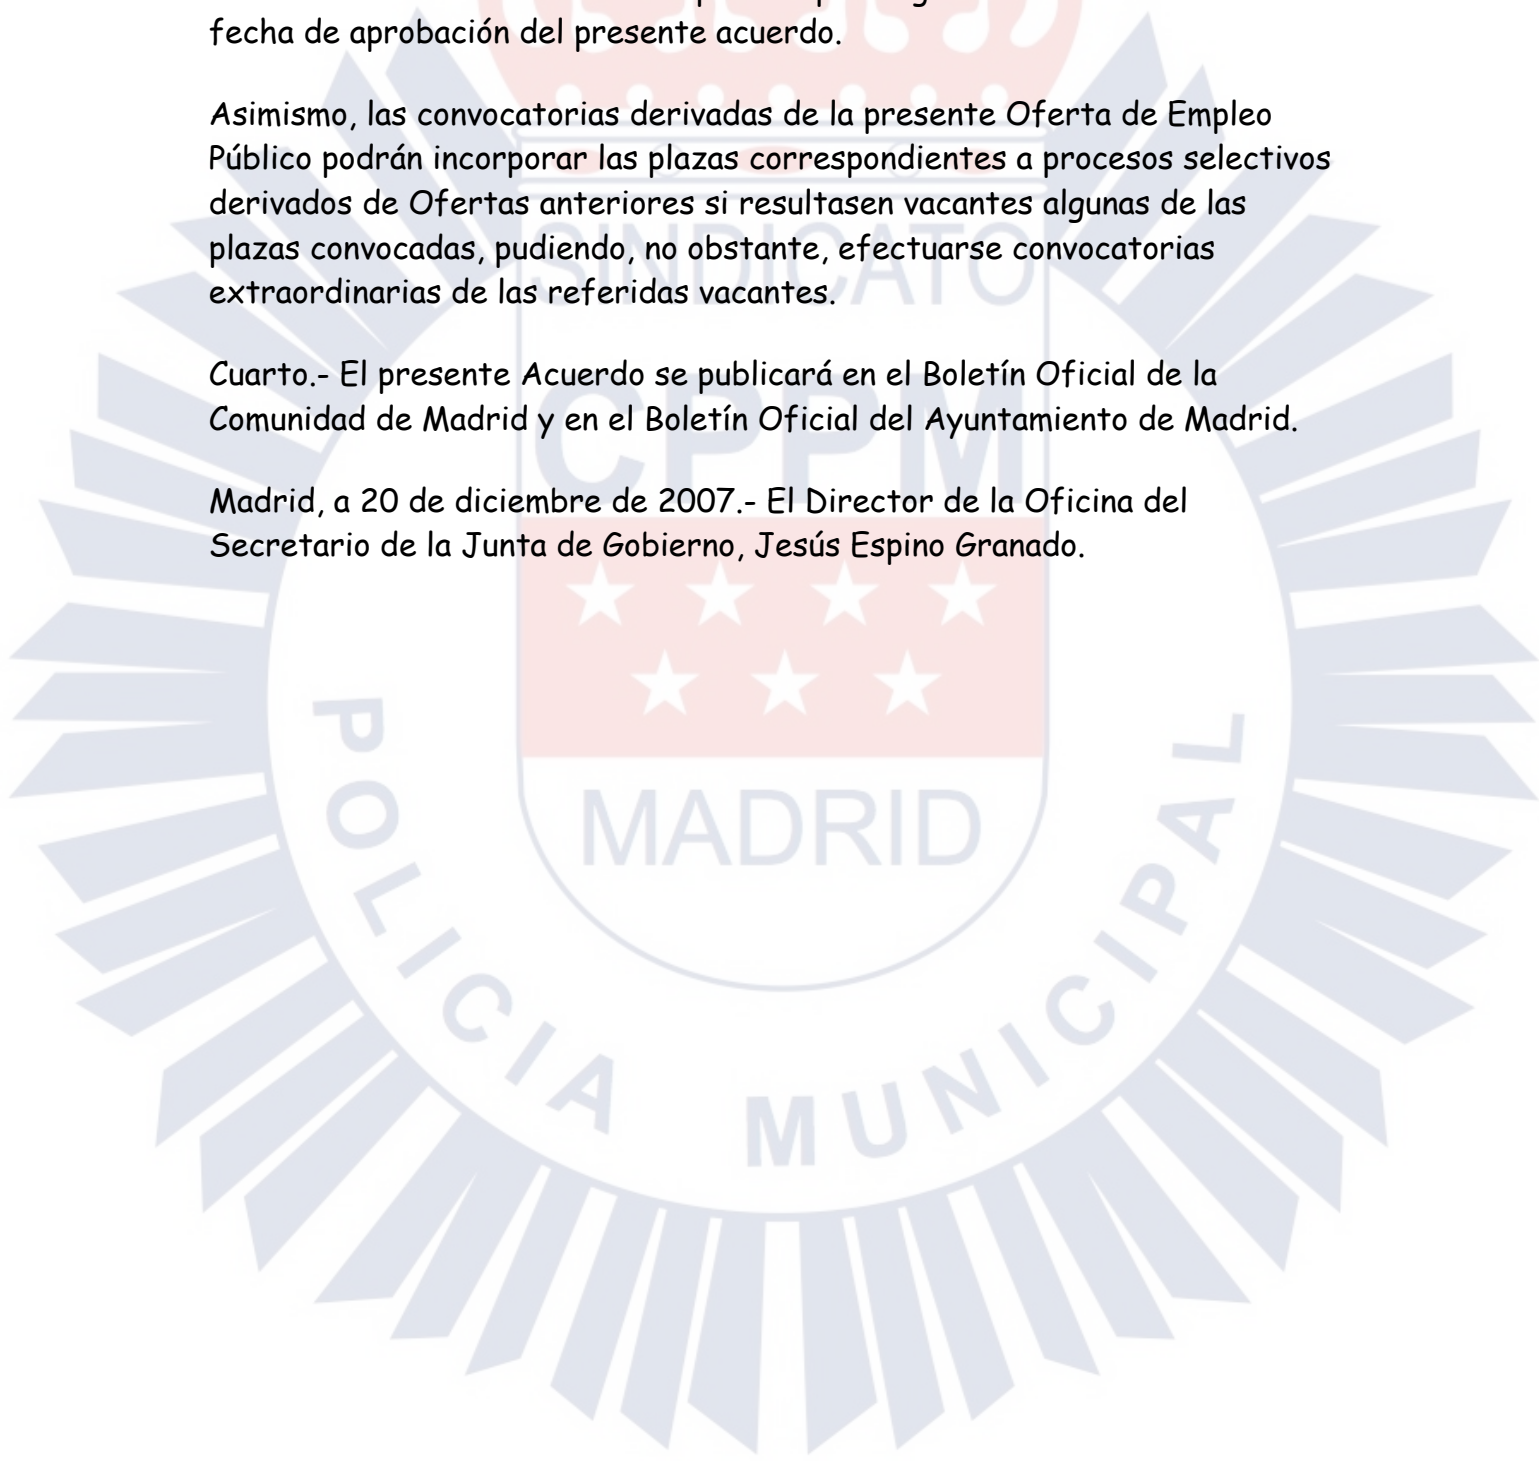 fecha de aprobación del presente acuerdo.
Asimismo, las convocatorias derivadas de la presente Oferta de Empleo
Público podrán incorporar las plazas correspondientes a procesos selectivos
derivados de Ofertas anteriores si resultasen vacantes algunas de las
plazas convocadas, pudiendo, no obstante, efectuarse convocatorias
extraordinarias de las referidas vacantes.
Cuarto.- El presente Acuerdo se publicará en el Boletín Oficial de la
Comunidad de Madrid y en el Boletín Oficial del Ayuntamiento de Madrid.
Madrid, a 20 de diciembre de 2007.- El Director de la Oficina del
Secretario de la Junta de Gobierno, Jesús Espino Granado.
SINDICATO
CPPM
MADRID
POLICIA MUNICIPAL